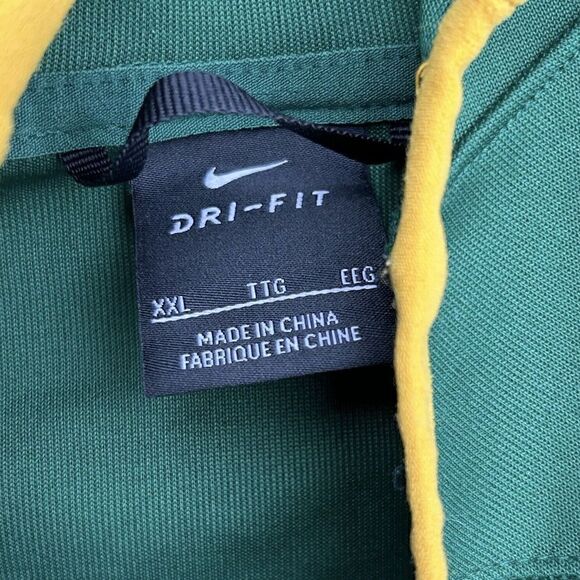 DRI-FIT
XXL TTG EEG
MADE IN CHINA
FABRIQUE EN CHINE